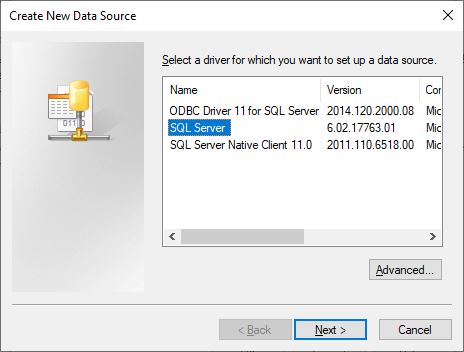 Create New Data Source
Select a driver for which you want to set up a data source.
Name Version Co
ODBC Driver 11 for SQL Server 2014.120.2000.08 Mic
SQL Server 6.02.17763.01 Mic
SQL Server Native Client 11.0 2011.110.6518.00 Mic
Advanced...
< Back Next > Cancel